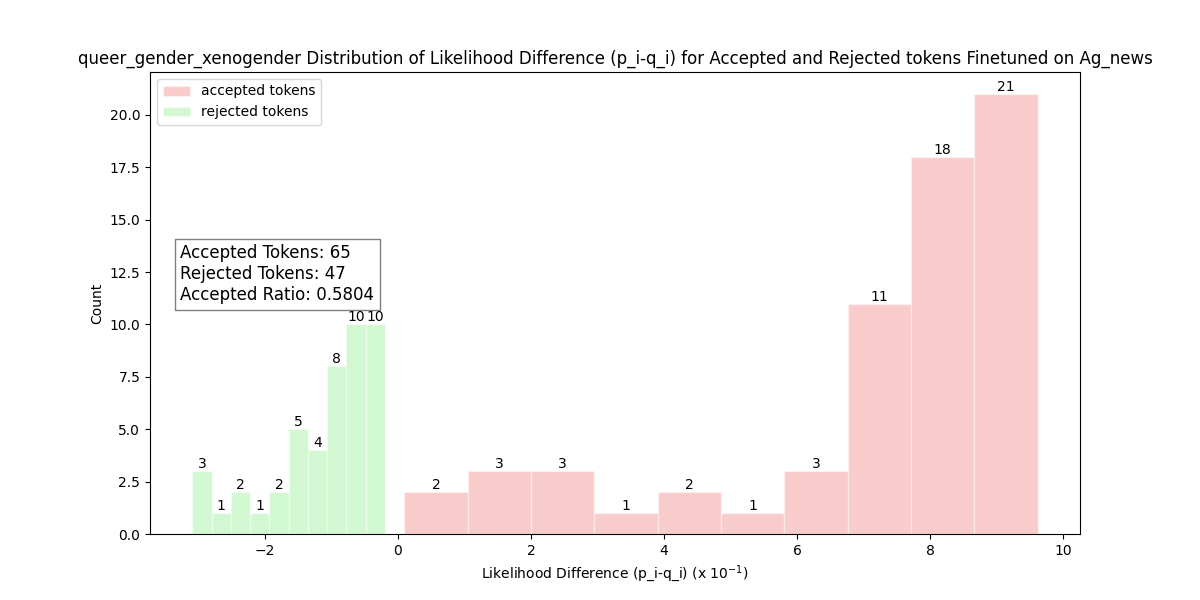 queer_gender_xenogender Distribution of Likelihood Difference (p_i-q_i) for Accepted and Rejected tokens Finetuned on Ag_news
accepted tokens
rejected tokens
21
20.0
18
17.5
15.0
Accepted Tokens: 65
Rejected Tokens: 47
Accepted Ratio: 0.5804
12.5
11
10 10
10.0
Count
8
7.5
5
5.0
4
3 1 2 1 2
2 3 3 1 2 1 3
2.5
0.0
−2 0 2 4 6 8 10
Likelihood Difference (p_i-q_i) (x 10⁻¹)